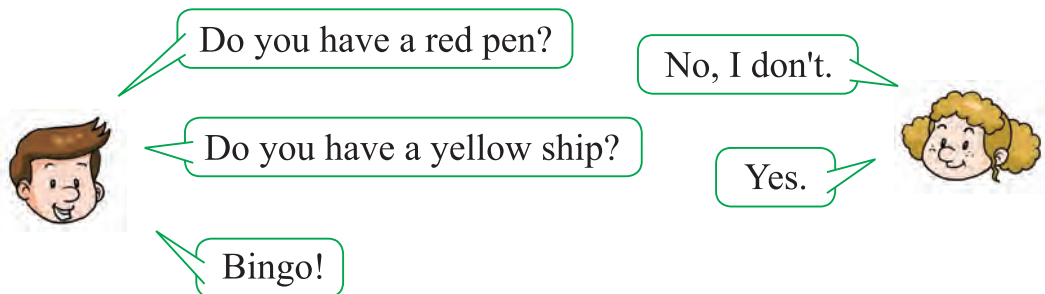 Do you have a red pen?
No, I don't.
Do you have a yellow ship?
Yes.
Bingo!